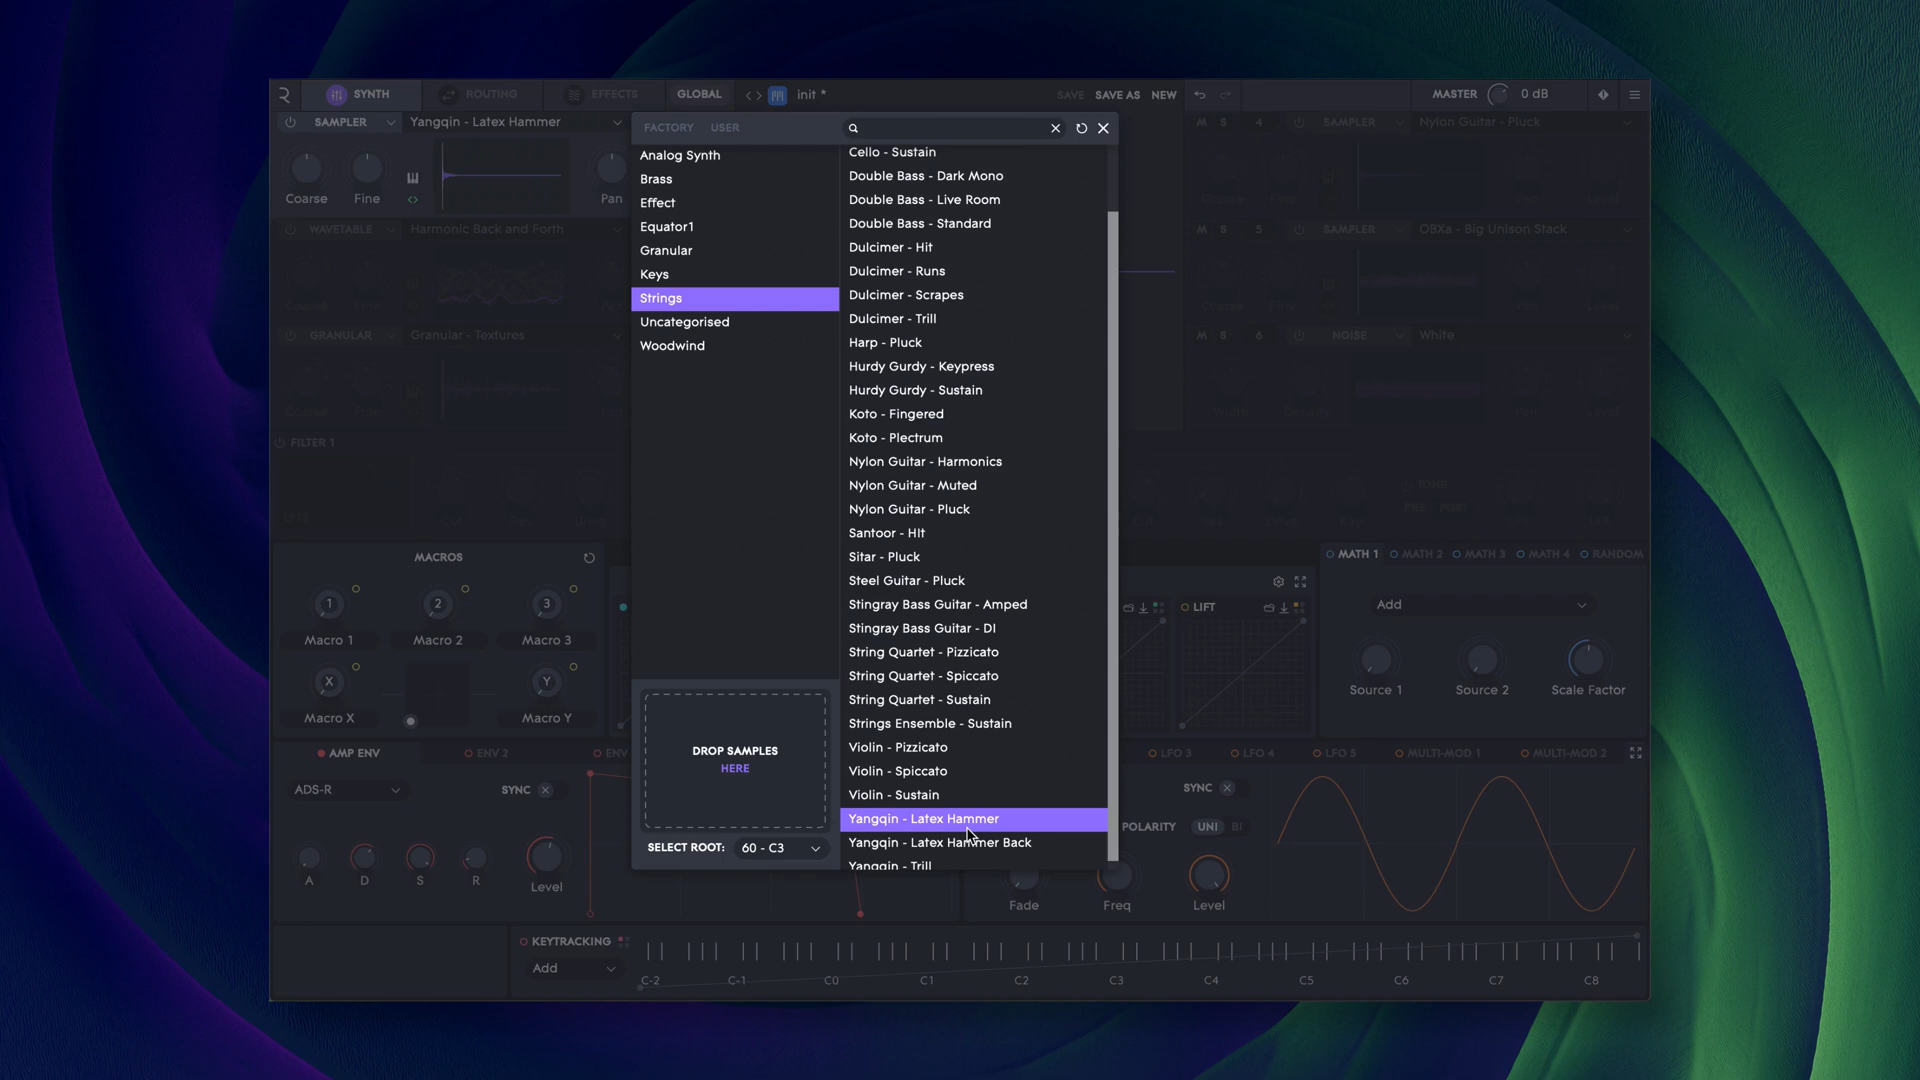 SYNTH
ROUTING
EFFECTS
GLOBAL
init *
SAVE
SAVE AS
NEW
MASTER
0 dB
SAMPLER
Yangqin - Latex Hammer
Coarse
Fine
Pan
WAVETABLE
Harmonic Back and Forth
GRANULAR
Granular - Textures
FILTER 1
FACTORY
USER
Analog Synth
Brass
Effect
Equator1
Granular
Keys
Strings
Uncategorised
Woodwind
DROP SAMPLES
HERE
SELECT ROOT:
60 - C3
Cello - Sustain
Double Bass - Dark Mono
Double Bass - Live Room
Double Bass - Standard
Dulcimer - Hit
Dulcimer - Runs
Dulcimer - Scrapes
Dulcimer - Trill
Harp - Pluck
Hurdy Gurdy - Keypress
Hurdy Gurdy - Sustain
Koto - Fingered
Koto - Plectrum
Nylon Guitar - Harmonics
Nylon Guitar - Muted
Nylon Guitar - Pluck
Santoor - HIt
Sitar - Pluck
Steel Guitar - Pluck
Stingray Bass Guitar - Amped
Stingray Bass Guitar - DI
String Quartet - Pizzicato
String Quartet - Spiccato
String Quartet - Sustain
Strings Ensemble - Sustain
Violin - Pizzicato
Violin - Spiccato
Violin - Sustain
Yangqin - Latex Hammer
Yangqin - Latex Hammer Back
Yangqin - Trill
M S 4 SAMPLER Nylon Guitar - Pluck
M S 5 SAMPLER OBXa - Big Unison Stack
M S 6 NOISE White
MACROS
1
2
3
Macro 1
Macro 2
Macro 3
X
Y
Macro X
Macro Y
LIFT
MATH 1
MATH 2
MATH 3
MATH 4
RANDOM
Add
Source 1
Source 2
Scale Factor
AMP ENV
ENV 2
ENV
ADS-R
SYNC
A
D
S
R
Level
LFO 3
LFO 4
LFO 5
MULTI-MOD 1
MULTI-MOD 2
SYNC
POLARITY
UNI
BI
Fade
Freq
Level
KEYTRACKING
Add
C-2
C-1
C0
C1
C2
C3
C4
C5
C6
C7
C8